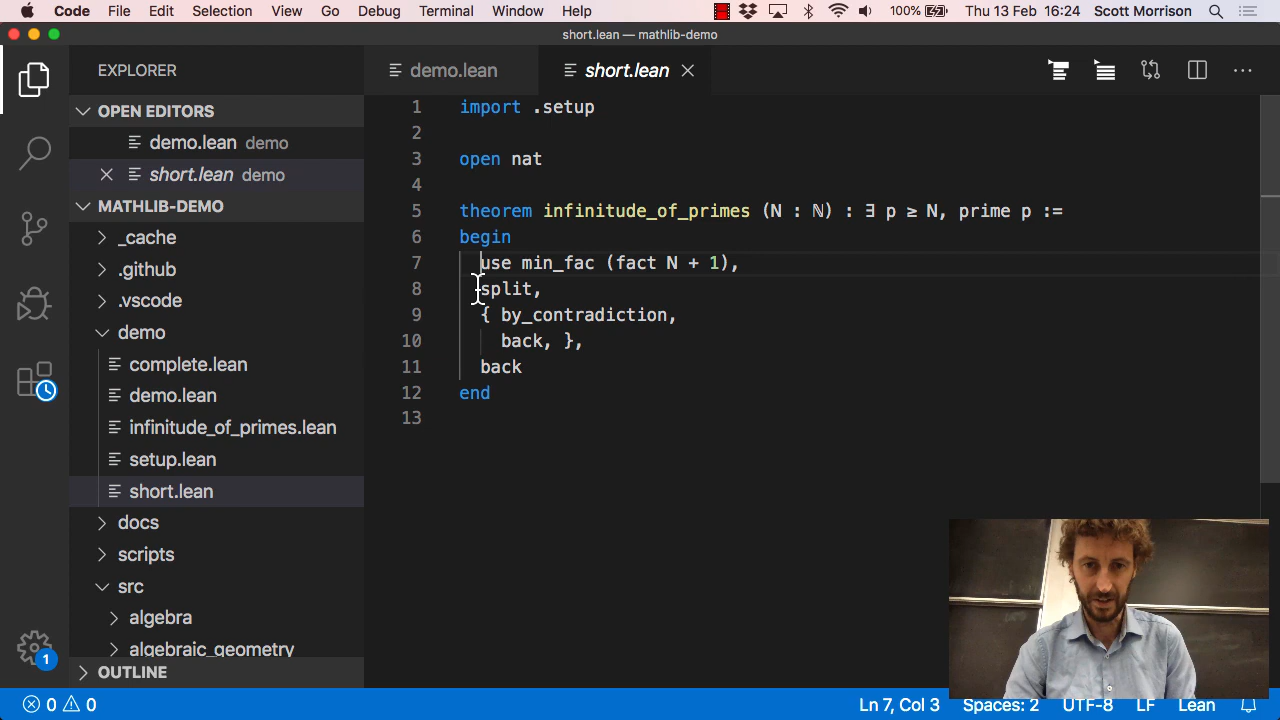 Code File Edit Selection View Go Debug Terminal Window Help 100% Thu 13 Feb 16:24 Scott Morrison
short.lean — mathlib-demo
EXPLORER
demo.lean
short.lean
OPEN EDITORS
demo.lean demo
short.lean demo
MATHLIB-DEMO
_cache
.github
.vscode
demo
complete.lean
demo.lean
infinitude_of_primes.lean
setup.lean
short.lean
docs
scripts
src
algebra
algebraic_geometry
OUTLINE
1 import .setup
2
3 open nat
4
5 theorem infinitude_of_primes (N : ℕ) : ∃ p ≥ N, prime p :=
6 begin
7 use min_fac (fact N + 1),
8 split,
9 { by_contradiction,
10 back, },
11 back
12 end
13
1
0 0 Ln 7, Col 3 Spaces: 2 UTF-8 LF Lean